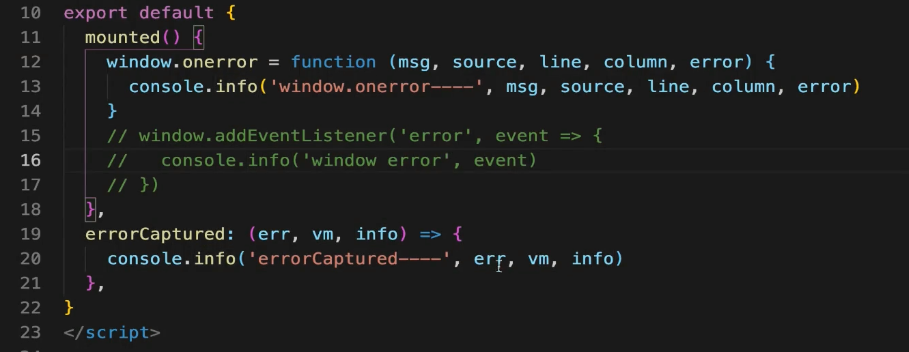 10 export default {
11   mounted() {
12     window.onerror = function (msg, source, line, column, error) {
13       console.info('window.onerror----', msg, source, line, column, error)
14     }
15     // window.addEventListener('error', event => {
16     //   console.info('window error', event)
17     // })
18   },
19   errorCaptured: (err, vm, info) => {
20     console.info('errorCaptured----', err, vm, info)
21   },
22 }
23 </script>